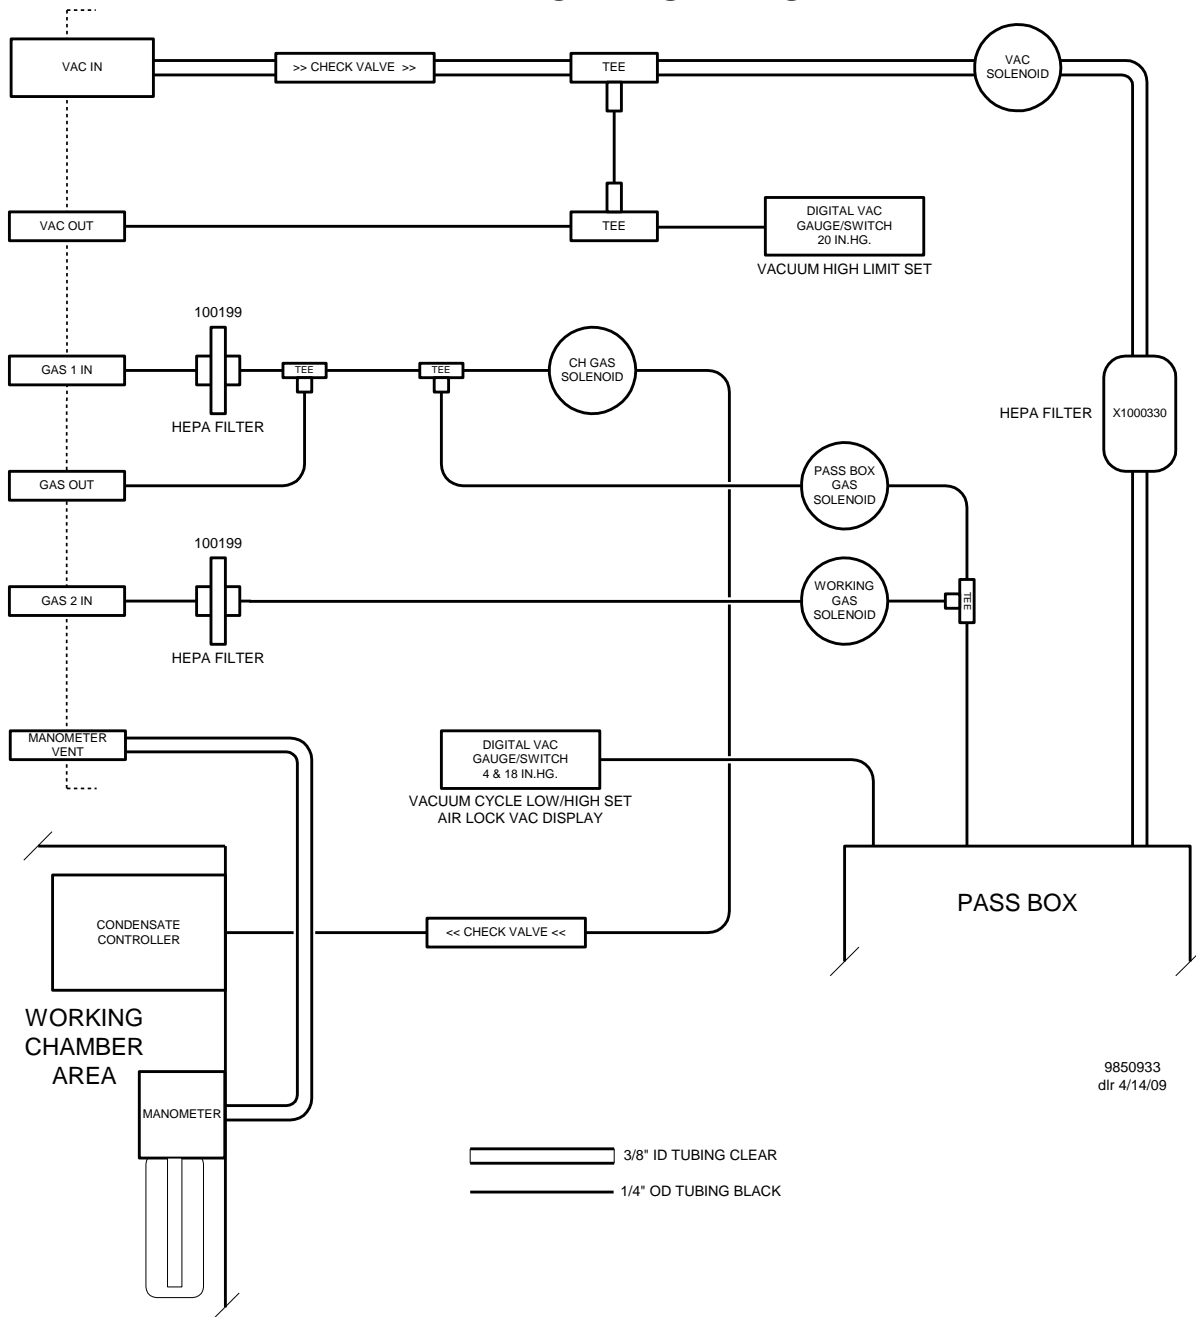 VAC IN
>> CHECK VALVE >>
TEE
VAC
SOLENOID
VAC OUT
TEE
DIGITAL VAC
GAUGE/SWITCH
20 IN.HG.
VACUUM HIGH LIMIT SET
100199
GAS 1 IN
TEE
TEE
CH GAS
SOLENOID
HEPA FILTER
HEPA FILTER
X1000330
GAS OUT
PASS BOX
GAS
SOLENOID
100199
GAS 2 IN
WORKING
GAS
SOLENOID
TEE
HEPA FILTER
MANOMETER
VENT
DIGITAL VAC
GAUGE/SWITCH
4 & 18 IN.HG.
VACUUM CYCLE LOW/HIGH SET
AIR LOCK VAC DISPLAY
PASS BOX
CONDENSATE
CONTROLLER
<< CHECK VALVE <<
WORKING
CHAMBER
AREA
MANOMETER
9850933
dlr 4/14/09
3/8" ID TUBING CLEAR
1/4" OD TUBING BLACK